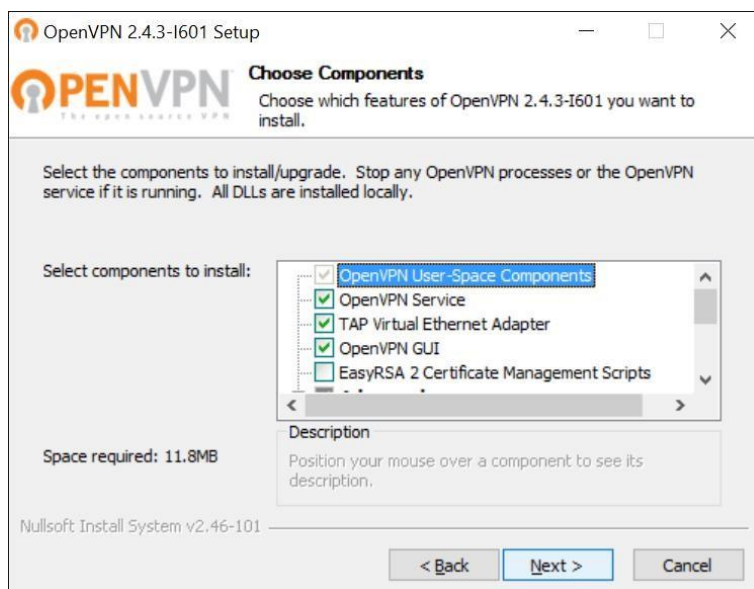 OpenVPN 2.4.3-I601 Setup
OPENVPN
The open source VPN
Choose Components
Choose which features of OpenVPN 2.4.3-I601 you want to
install.
Select the components to install/upgrade. Stop any OpenVPN processes or the OpenVPN
service if it is running. All DLLs are installed locally.
Select components to install:
OpenVPN User-Space Components
OpenVPN Service
TAP Virtual Ethernet Adapter
OpenVPN GUI
EasyRSA 2 Certificate Management Scripts
Space required: 11.8MB
Description
Position your mouse over a component to see its
description.
Nullsoft Install System v2.46-101
< Back
Next >
Cancel